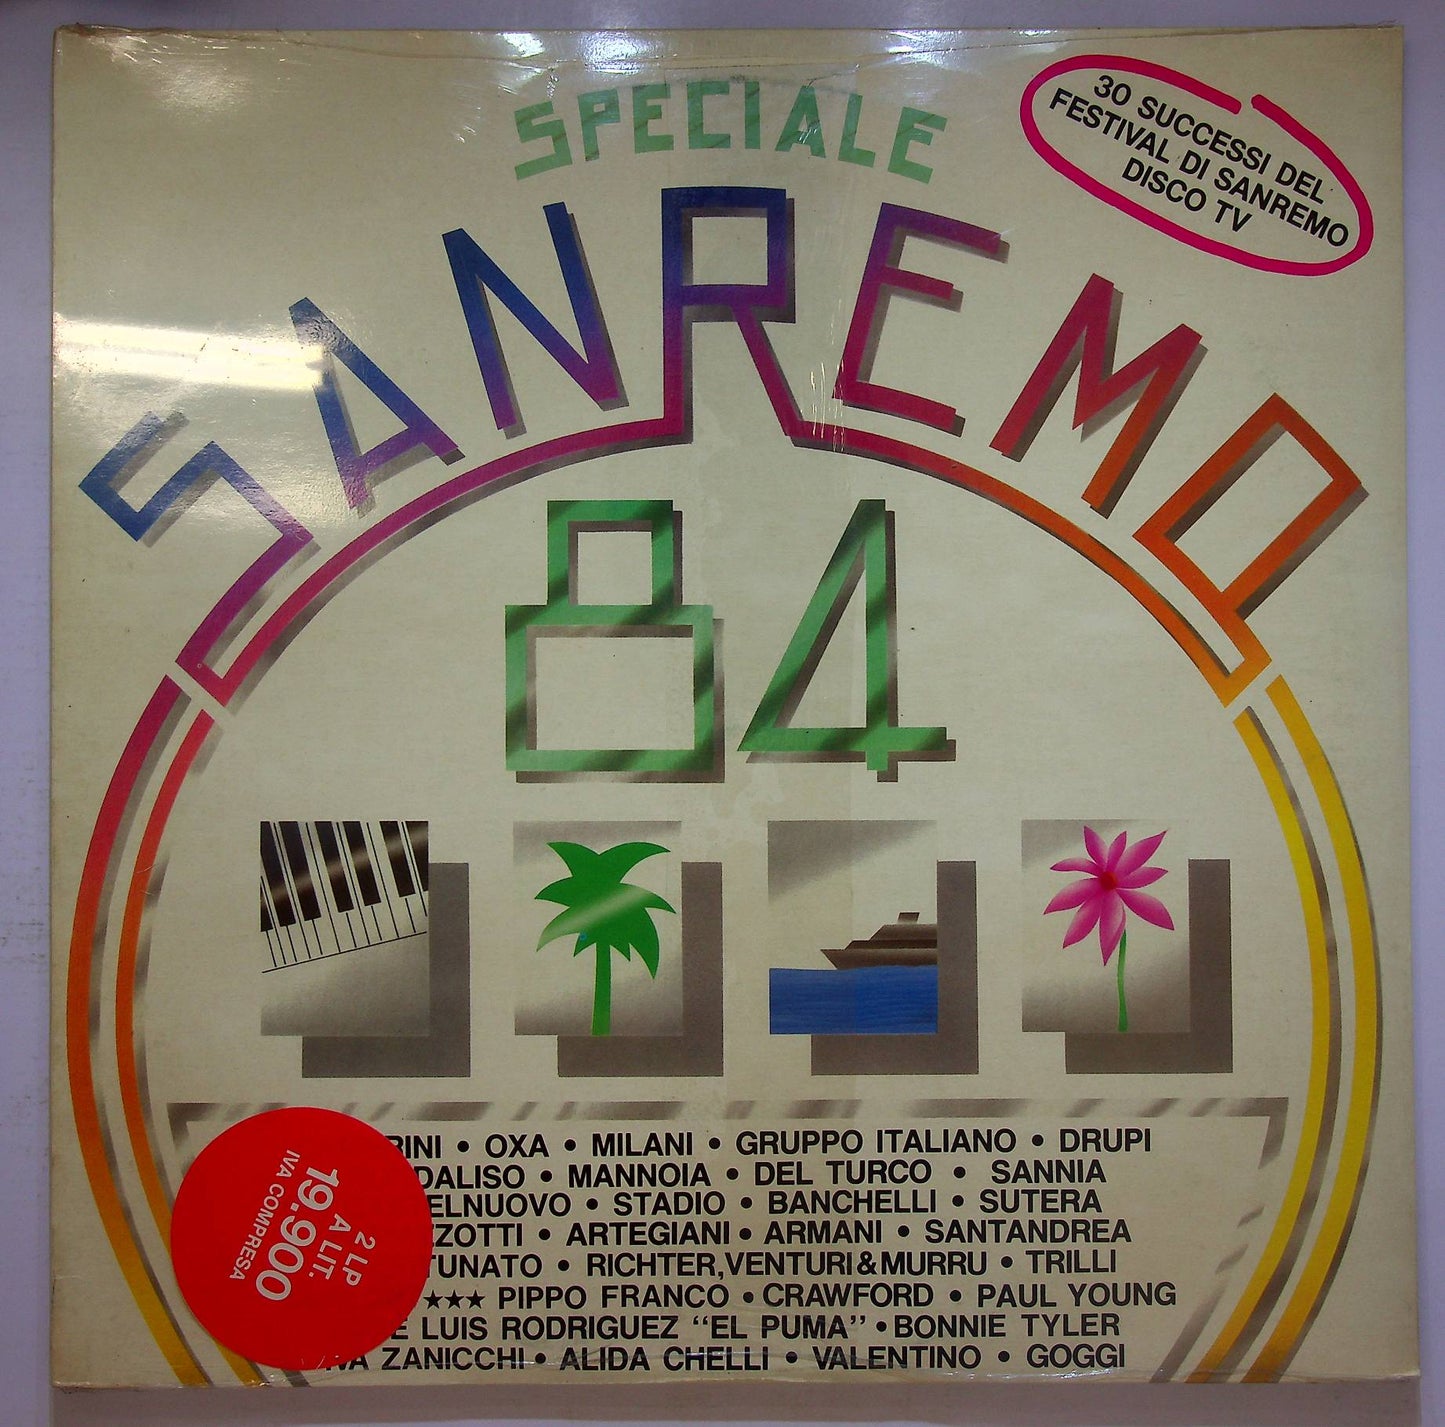 SPECIALE
30 SUCCESSI DEL
FESTIVAL DI SANREMO
DISCO TV
SANREMO
84
RINI • OXA • MILANI • GRUPPO ITALIANO • DRUPI
DALISO • MANNOIA • DEL TURCO • SANNIA
ELNUOVO • STADIO • BANCHELLI • SUTERA
ZOTTI • ARTEGIANI • ARMANI • SANTANDREA
TUNATO • RICHTER,VENTURI&MURRU • TRILLI
★★★ PIPPO FRANCO • CRAWFORD • PAUL YOUNG
E LUIS RODRIGUEZ "EL PUMA" • BONNIE TYLER
IVA ZANICCHI • ALIDA CHELLI • VALENTINO • GOGGI
2 LP
A LIT.
19.900
IVA COMPRESA